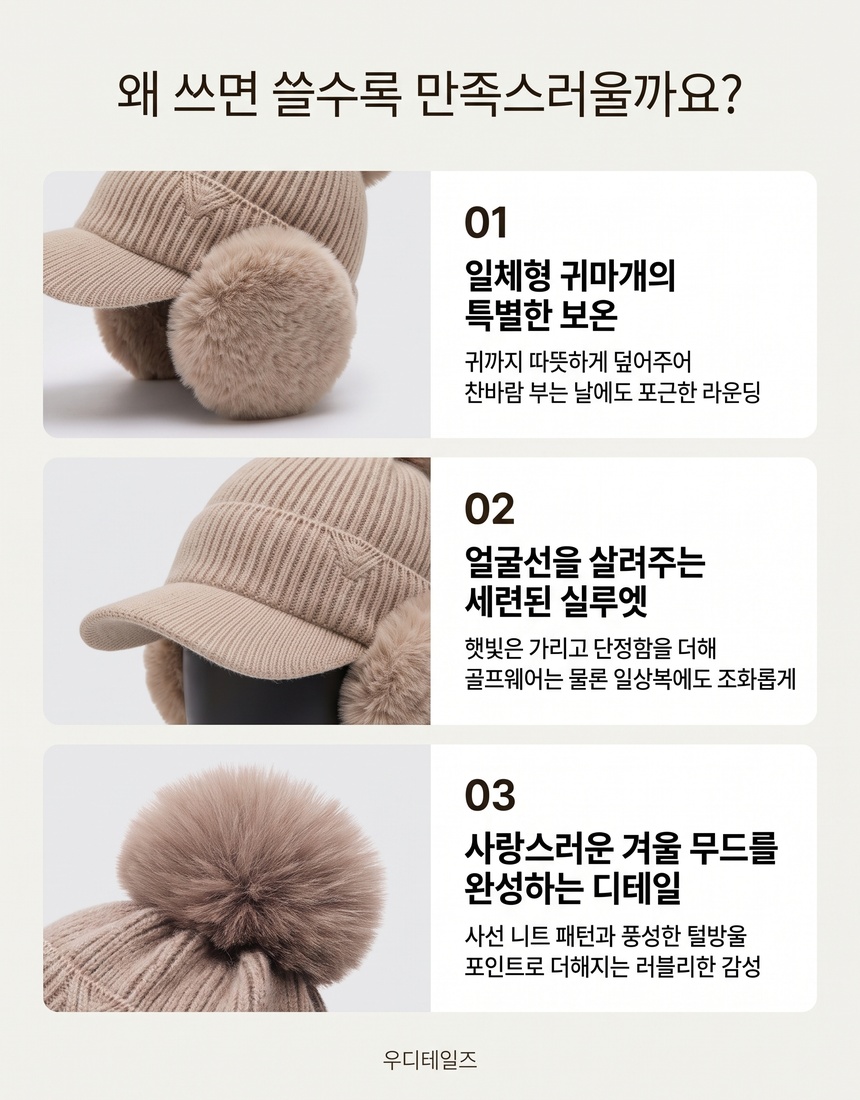 왜 쓰면 쓸수록 만족스러울까요?
01
일체형 귀마개의
특별한 보온
귀까지 따뜻하게 덮어주어
찬바람 부는 날에도 포근한 라운딩
02
얼굴선을 살려주는
세련된 실루엣
햇빛은 가리고 단정함을 더해
골프웨어는 물론 일상복에도 조화롭게
03
사랑스러운 겨울 무드를
완성하는 디테일
사선 니트 패턴과 풍성한 털방울
포인트로 더해지는 러블리한 감성
우디테일즈